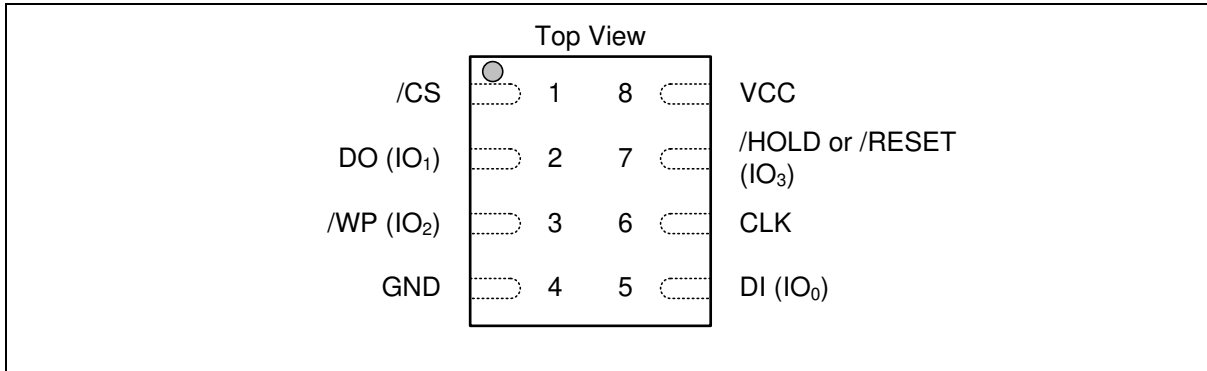 Top View
/CS 1 8 VCC
DO (IO₁) 2 7 /HOLD or /RESET
(IO₃)
/WP (IO₂) 3 6 CLK
GND 4 5 DI (IO₀)